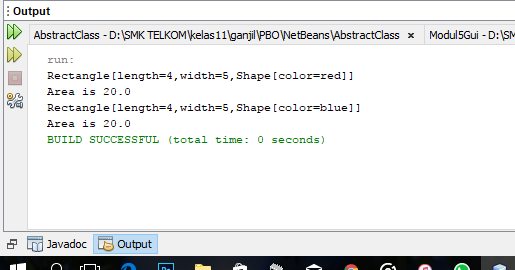 Output
AbstractClass - D:\SMK TELKOM\kelas11\ganjil\PBO\NetBeans\AbstractClass × Modul5Gui - D:\SM
run:
Rectangle[length=4,width=5,Shape[color=red]]
Area is 20.0
Rectangle[length=4,width=5,Shape[color=blue]]
Area is 20.0
BUILD SUCCESSFUL (total time: 0 seconds)
Javadoc Output